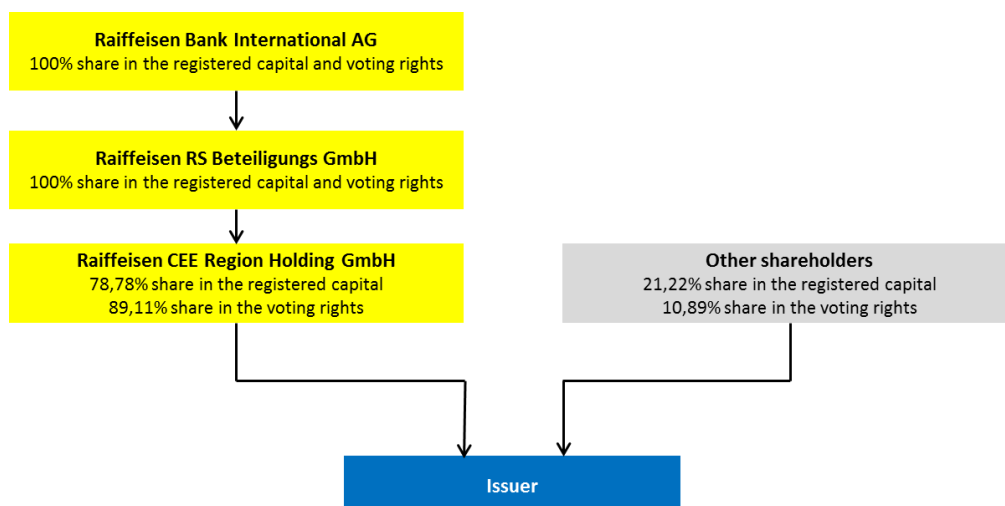 Raiffeisen Bank International AG
100% share in the registered capital and voting rights
Raiffeisen RS Beteiligungs GmbH
100% share in the registered capital and voting rights
Raiffeisen CEE Region Holding GmbH
78,78% share in the registered capital
89,11% share in the voting rights
Other shareholders
21,22% share in the registered capital
10,89% share in the voting rights
Issuer